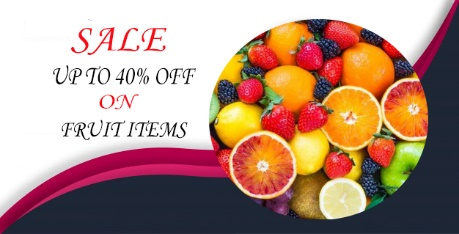 SALE
UP TO 40% OFF
ON
FRUIT ITEMS